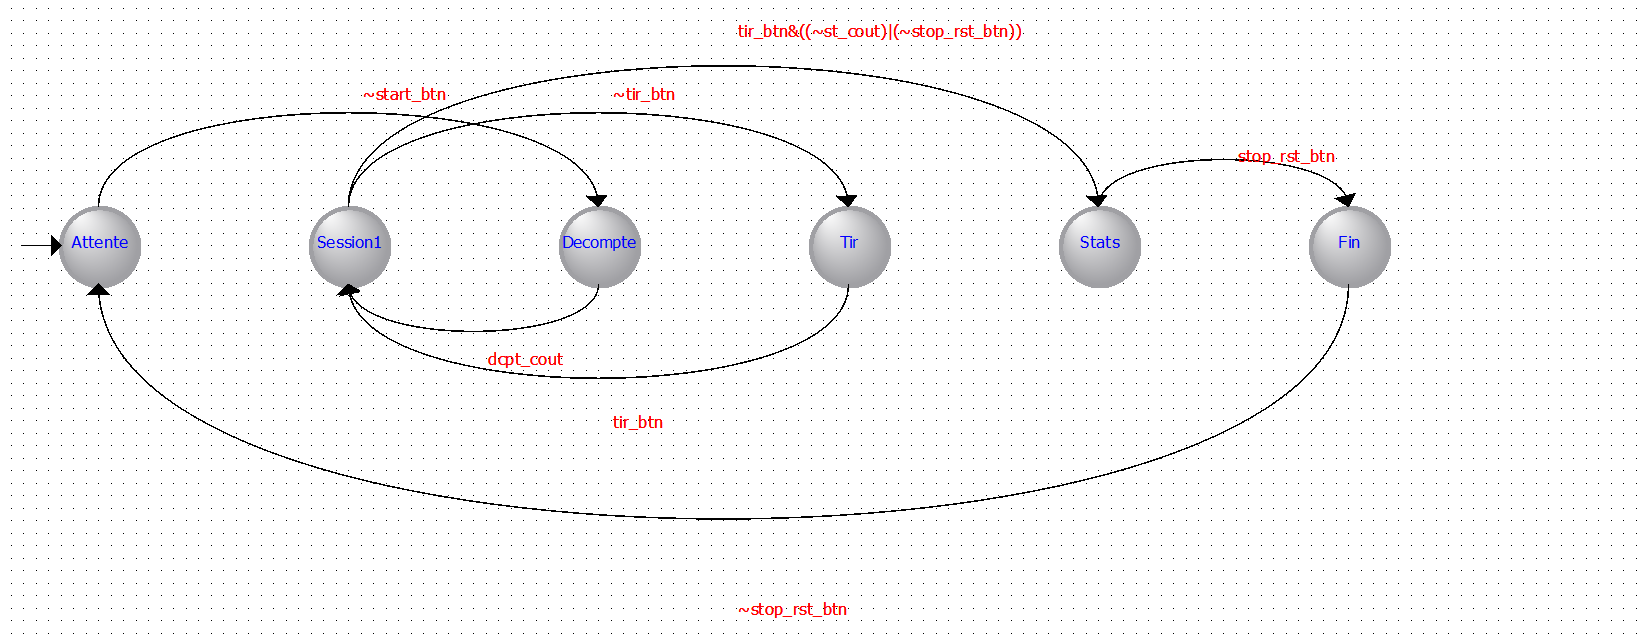 tir_btn&((~st_cout)|(~stop_rst_btn))
~start_btn
~tir_btn
stop_rst_btn
Attente
Session1
Decompte
Tir
Stats
Fin
dcpt_cout
tir_btn
~stop_rst_btn